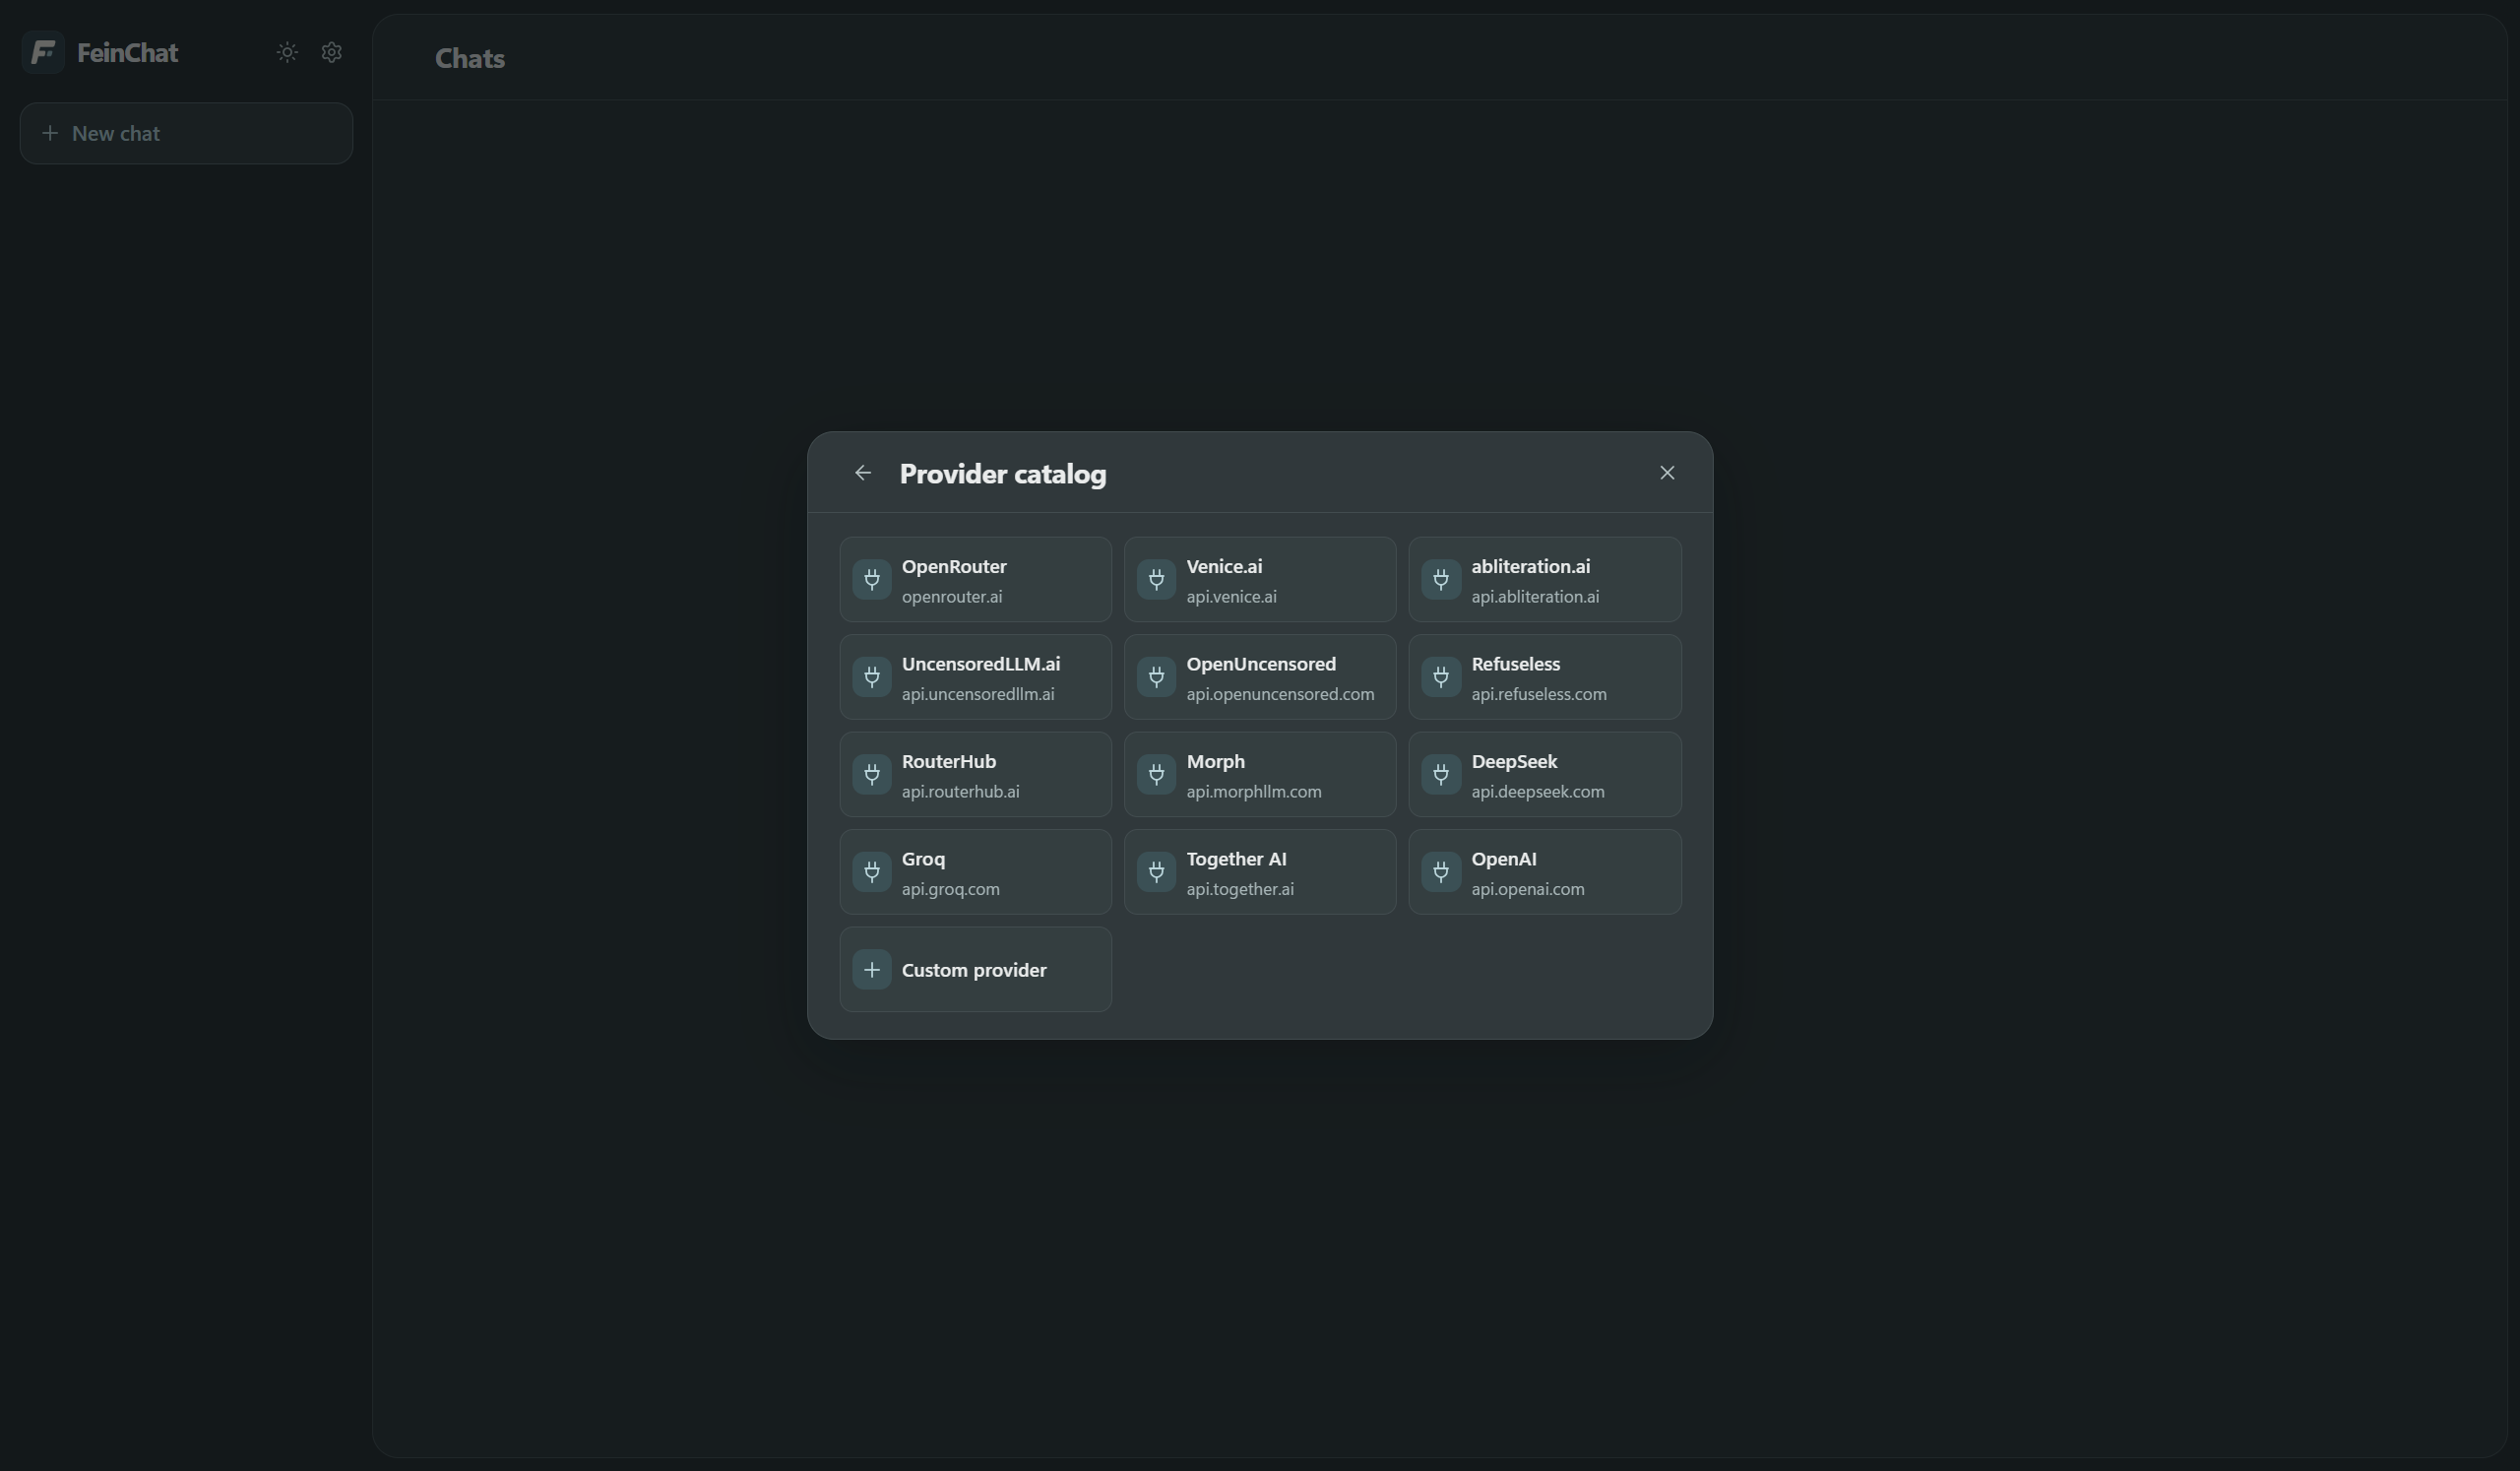 FeinChat
New chat
Chats
Provider catalog
OpenRouter
openrouter.ai
Venice.ai
api.venice.ai
abliteration.ai
api.abliteration.ai
UncensoredLLM.ai
api.uncensoredllm.ai
OpenUncensored
api.openuncensored.com
Refuseless
api.refuseless.com
RouterHub
api.routerhub.ai
Morph
api.morphllm.com
DeepSeek
api.deepseek.com
Groq
api.groq.com
Together AI
api.together.ai
OpenAI
api.openai.com
Custom provider